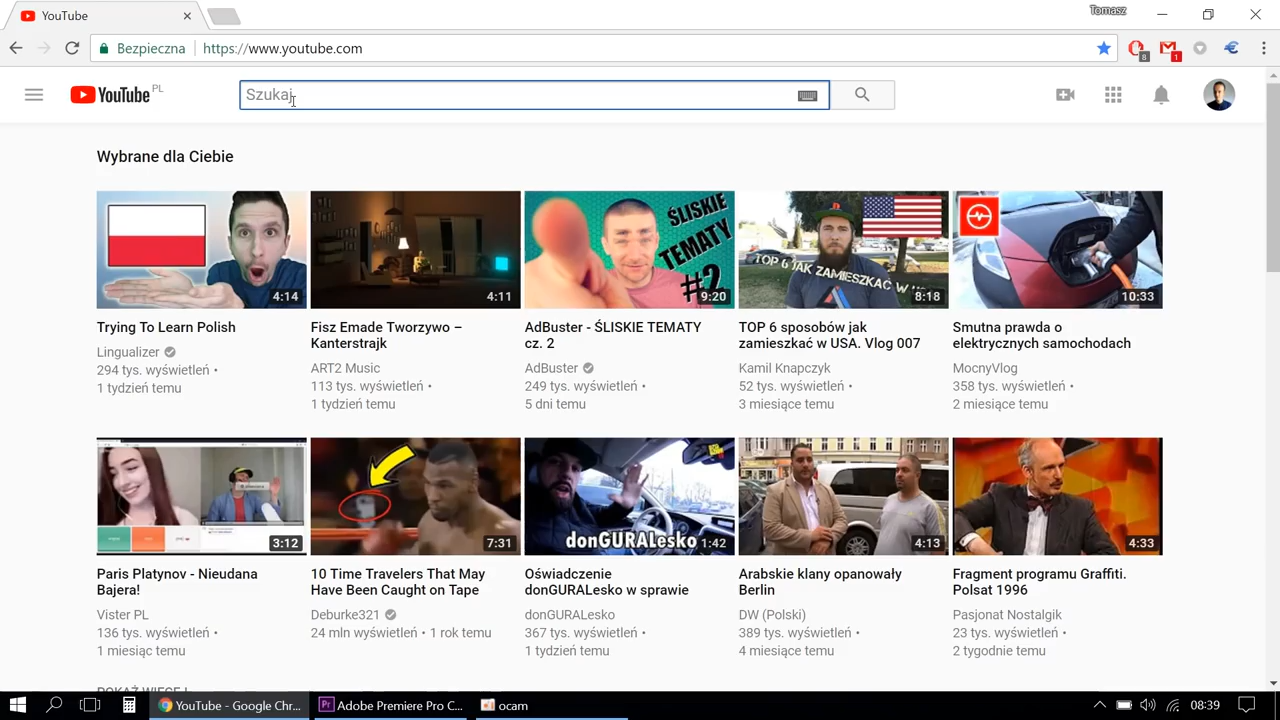 YouTube
Tomasz
Bezpieczna
https://www.youtube.com
8
1
YouTube PL
Szukaj
Wybrane dla Ciebie
4:14
4:11
ŚLISKIE
TEMATY
#2
9:20
TOP 6 JAK ZAMIESZKAĆ W U
8:18
10:33
Trying To Learn Polish
Lingualizer
294 tys. wyświetleń •
1 tydzień temu
Fisz Emade Tworzywo –
Kanterstrajk
ART2 Music
113 tys. wyświetleń •
1 tydzień temu
AdBuster - ŚLISKIE TEMATY
cz. 2
AdBuster
249 tys. wyświetleń •
5 dni temu
TOP 6 sposobów jak
zamieszkać w USA. Vlog 007
Kamil Knapczyk
52 tys. wyświetleń •
3 miesiące temu
Smutna prawda o
elektrycznych samochodach
MocnyVlog
358 tys. wyświetleń •
2 miesiące temu
3:12
7:31
donGURALesko
1:42
4:13
4:33
Paris Platynov - Nieudana
Bajera!
Vister PL
136 tys. wyświetleń •
1 miesiąc temu
10 Time Travelers That May
Have Been Caught on Tape
Deburke321
24 mln wyświetleń • 1 rok temu
Oświadczenie
donGURALesko w sprawie
donGURALesko
367 tys. wyświetleń •
1 tydzień temu
Arabskie klany opanowały
Berlin
DW (Polski)
389 tys. wyświetleń •
4 miesiące temu
Fragment programu Graffiti.
Polsat 1996
Pasjonat Nostalgik
23 tys. wyświetleń •
2 tygodnie temu
POKAŻ WIĘCEJ
YouTube - Google Chr...
Adobe Premiere Pro C...
ocam
08:39